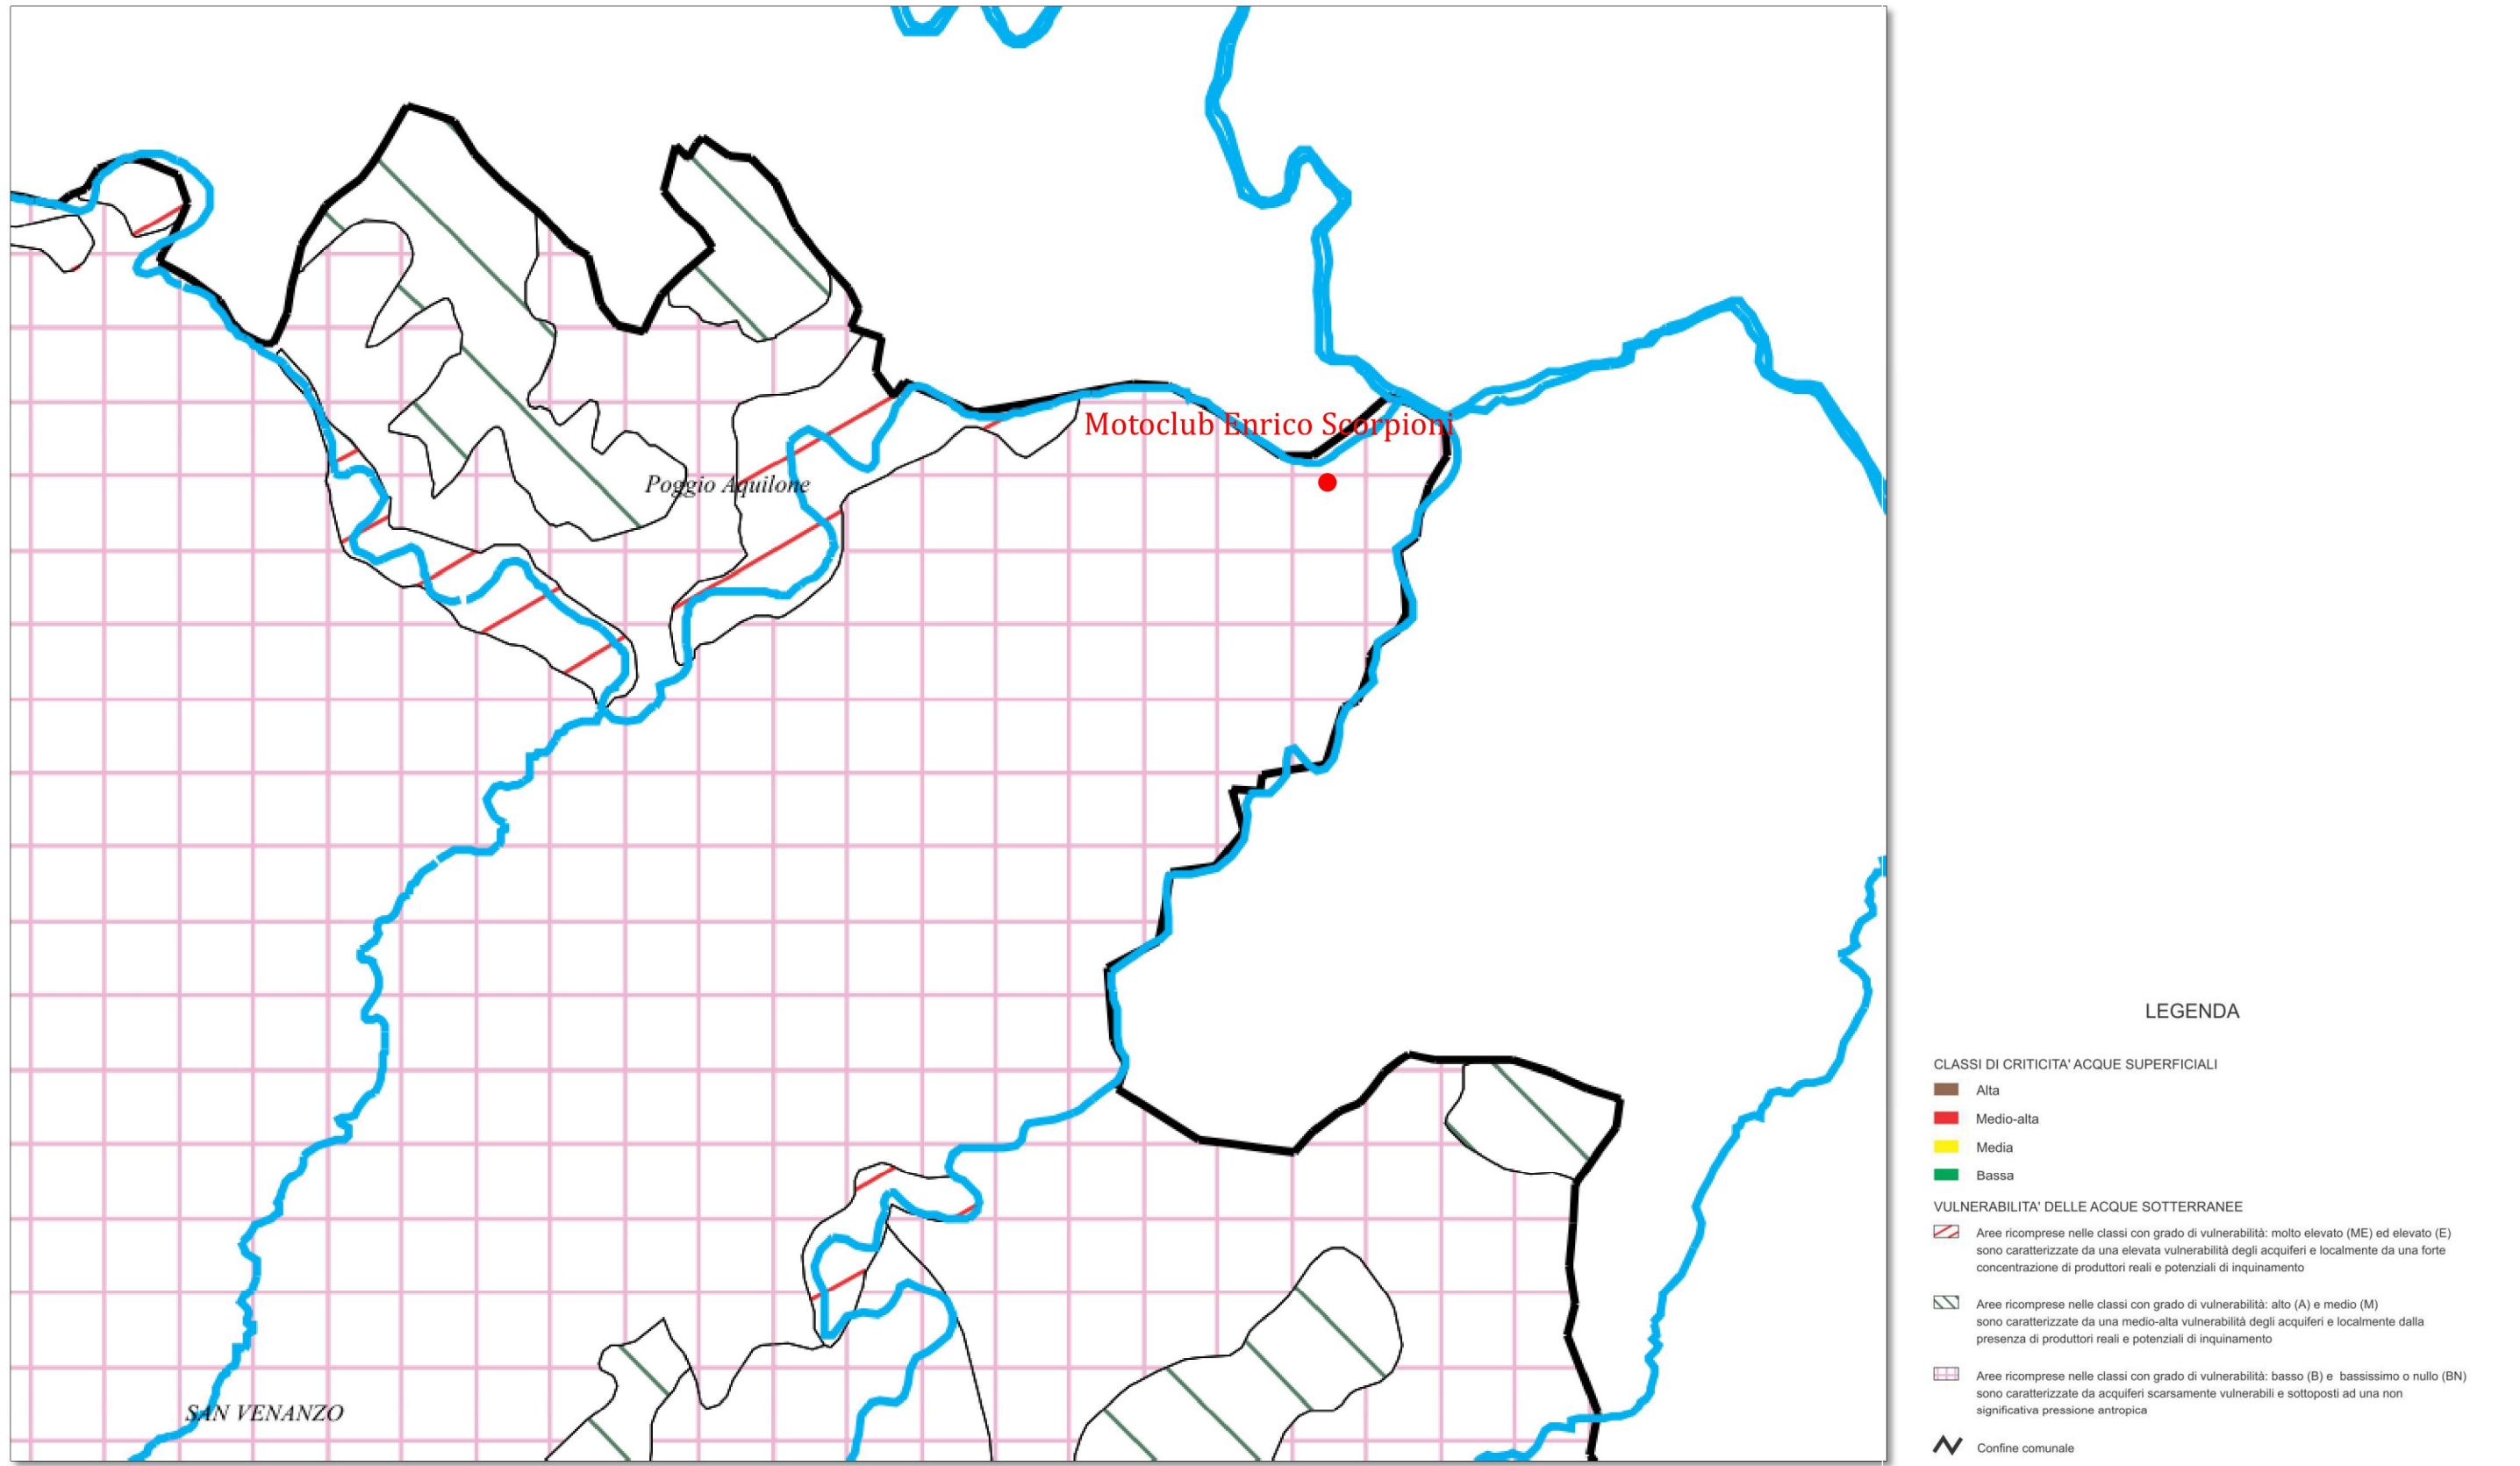 Motoclub Enrico Scorpioni
Poggio Aquilone
SAN VENANZO
LEGENDA
CLASSI DI CRITICITA' ACQUE SUPERFICIALI
Alta
Medio-alta
Media
Bassa
VULNERABILITA' DELLE ACQUE SOTTERRANEE
Aree ricomprese nelle classi con grado di vulnerabilità: molto elevato (ME) ed elevato (E)
sono caratterizzate da una elevata vulnerabilità degli acquiferi e localmente da una forte
concentrazione di produttori reali e potenziali di inquinamento
Aree ricomprese nelle classi con grado di vulnerabilità: alto (A) e medio (M)
sono caratterizzate da una medio-alta vulnerabilità degli acquiferi e localmente dalla
presenza di produttori reali e potenziali di inquinamento
Aree ricomprese nelle classi con grado di vulnerabilità: basso (B) e bassissimo o nullo (BN)
sono caratterizzate da acquiferi scarsamente vulnerabili e sottoposti ad una non
significativa pressione antropica
Confine comunale